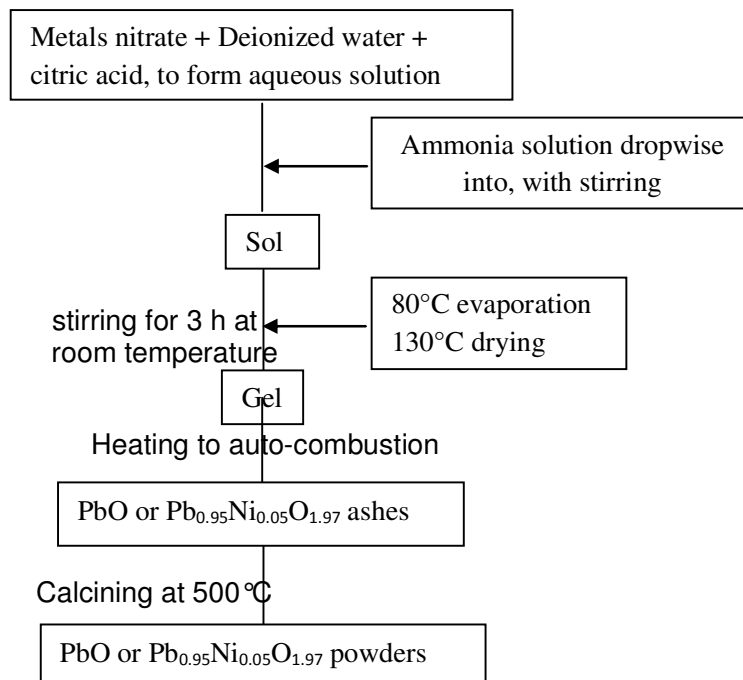 Metals nitrate + Deionized water +
citric acid, to form aqueous solution
Ammonia solution dropwise
into, with stirring
Sol
stirring for 3 h at
room temperature
80°C evaporation
130°C drying
Gel
Heating to auto-combustion
PbO or Pb₀.₉₅Ni₀.₀₅O₁.₉₇ ashes
Calcining at 500°C
PbO or Pb₀.₉₅Ni₀.₀₅O₁.₉₇ powders